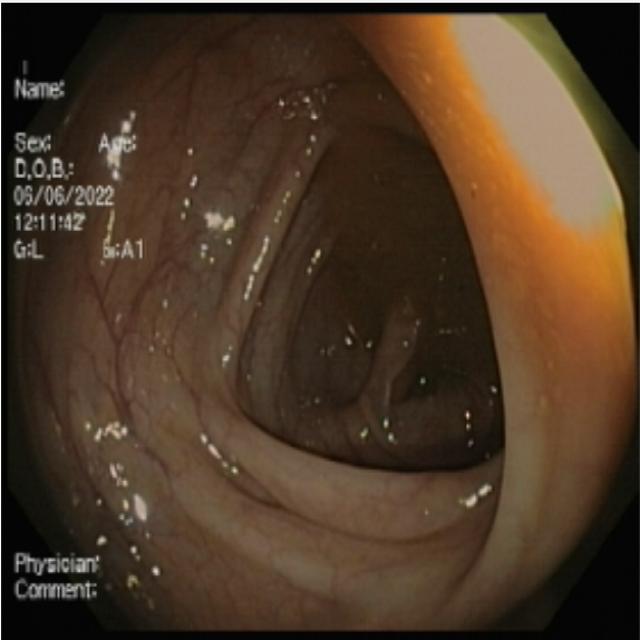 Name:
Sex: Age:
D.O.B.:
06/06/2022
12:11:42
G:L S:A1
Physician:
Comment: